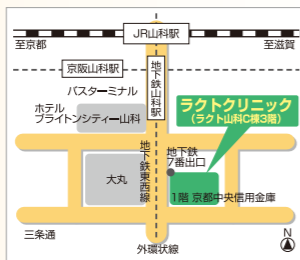 JR山科駅
至京都
至滋賀
京阪山科駅
地下鉄山科駅
バスターミナル
ホテル
ブライトンシティー山科
ラクトクリニック
(ラクト山科C棟3階)
地下鉄
7番出口
地下鉄東西線
大丸
1階 京都中央信用金庫
三条通
外環状線
N